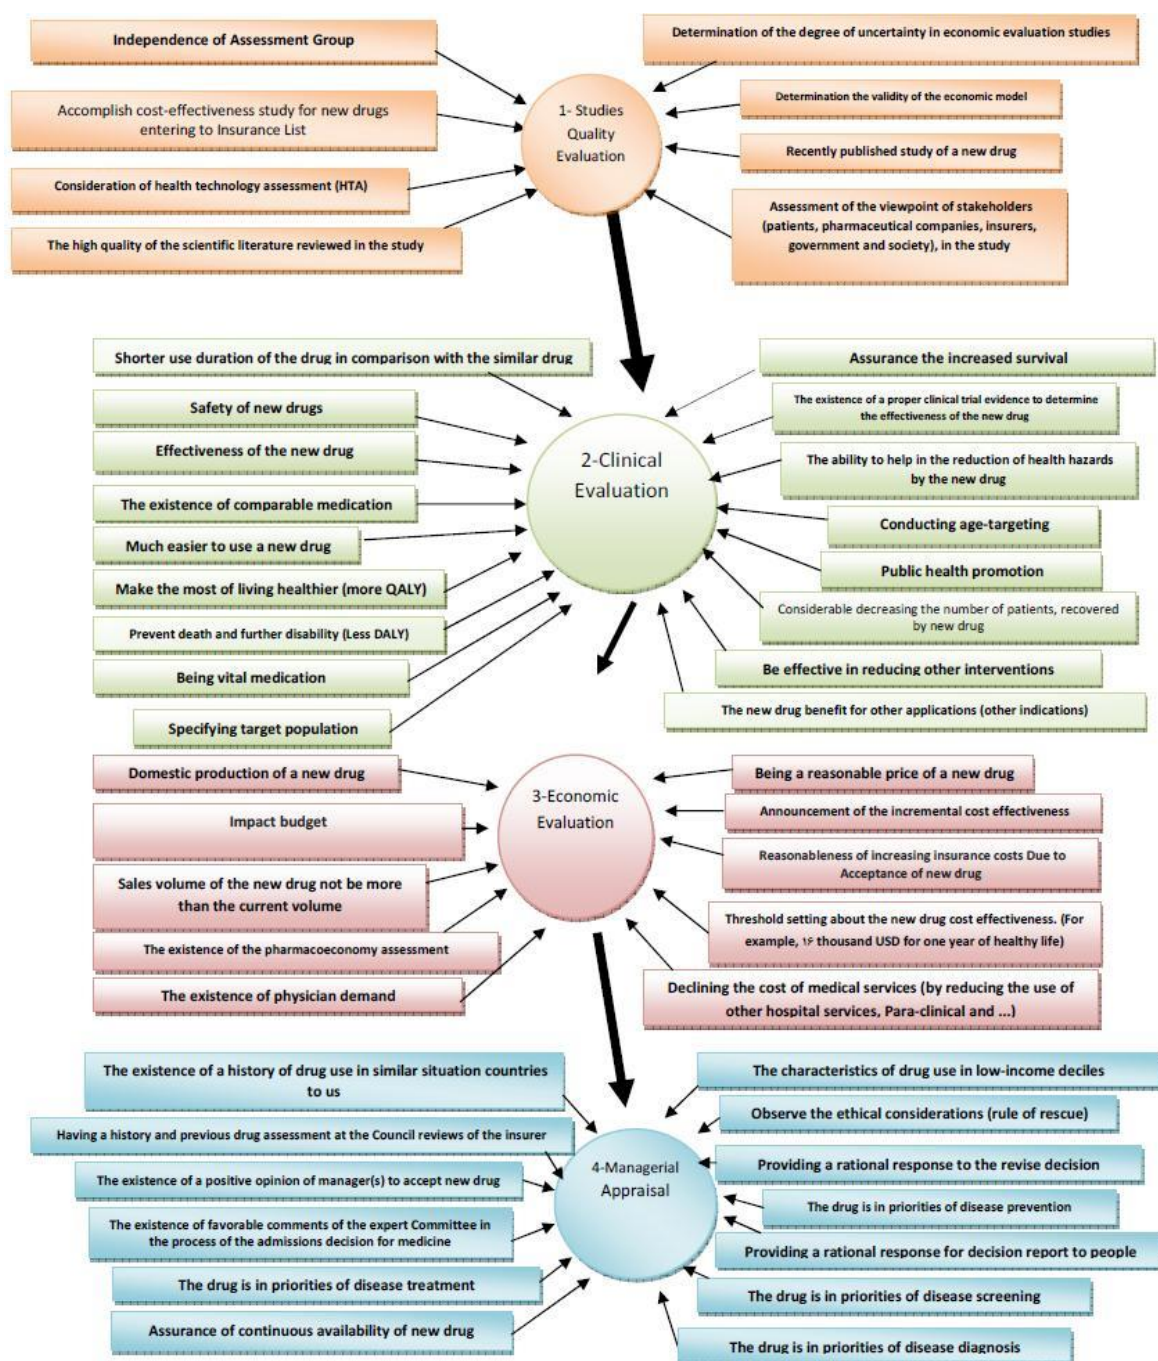 Independence of Assessment Group
Accomplish cost-effectiveness study for new drugs
entering to Insurance List
Consideration of health technology assessment (HTA)
The high quality of the scientific literature reviewed in the study
1- Studies
Quality
Evaluation
Determination of the degree of uncertainty in economic evaluation studies
Determination the validity of the economic model
Recently published study of a new drug
Assessment of the viewpoint of stakeholders
(patients, pharmaceutical companies, insurers,
government and society), in the study
Shorter use duration of the drug in comparison with the similar drug
Safety of new drugs
Effectiveness of the new drug
The existence of comparable medication
Much easier to use a new drug
Make the most of living healthier (more QALY)
Prevent death and further disability (Less DALY)
Being vital medication
Specifying target population
2-Clinical
Evaluation
Assurance the increased survival
The existence of a proper clinical trial evidence to determine
the effectiveness of the new drug
The ability to help in the reduction of health hazards
by the new drug
Conducting age-targeting
Public health promotion
Considerable decreasing the number of patients, recovered
by new drug
Be effective in reducing other interventions
The new drug benefit for other applications (other indications)
Domestic production of a new drug
Impact budget
Sales volume of the new drug not be more
than the current volume
The existence of the pharmacoeconomy assessment
The existence of physician demand
3-Economic
Evaluation
Being a reasonable price of a new drug
Announcement of the incremental cost effectiveness
Reasonableness of increasing insurance costs Due to
Acceptance of new drug
Threshold setting about the new drug cost effectiveness. (For
example, ۱۶ thousand USD for one year of healthy life)
Declining the cost of medical services (by reducing the use of
other hospital services, Para-clinical and ...)
The existence of a history of drug use in similar situation countries
to us
Having a history and previous drug assessment at the Council reviews of the insurer
The existence of a positive opinion of manager(s) to accept new drug
The existence of favorable comments of the expert Committee in
the process of the admissions decision for medicine
The drug is in priorities of disease treatment
Assurance of continuous availability of new drug
4-Managerial
Appraisal
The characteristics of drug use in low-income deciles
Observe the ethical considerations (rule of rescue)
Providing a rational response to the revise decision
The drug is in priorities of disease prevention
Providing a rational response for decision report to people
The drug is in priorities of disease screening
The drug is in priorities of disease diagnosis